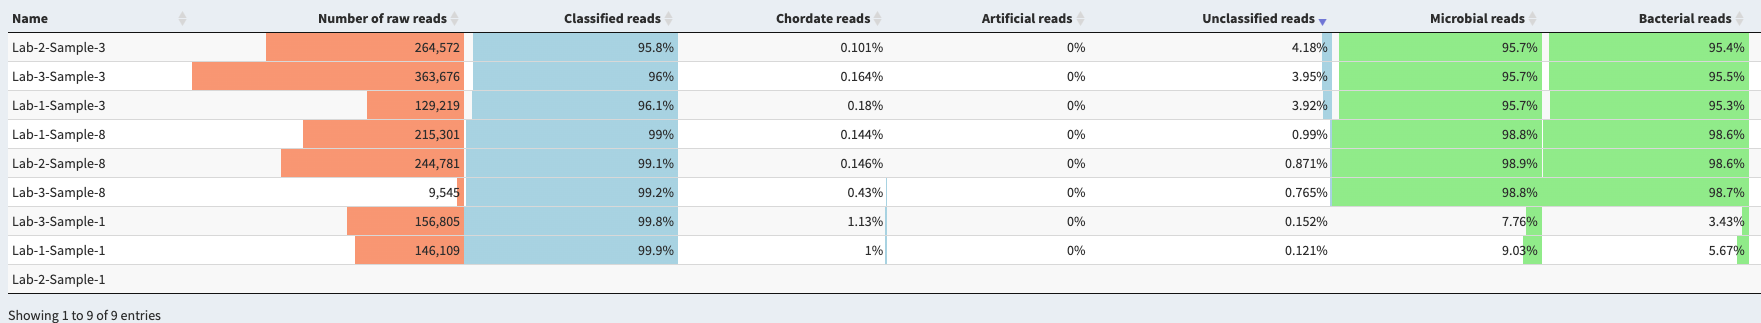 Name Number of raw reads Classified reads Chordate reads Artificial reads Unclassified reads Microbial reads Bacterial reads
Lab-2-Sample-3 264,572 95.8% 0.101% 0% 4.18% 95.7% 95.4%
Lab-3-Sample-3 363,676 96% 0.164% 0% 3.95% 95.7% 95.5%
Lab-1-Sample-3 129,219 96.1% 0.18% 0% 3.92% 95.7% 95.3%
Lab-1-Sample-8 215,301 99% 0.144% 0% 0.99% 98.8% 98.6%
Lab-2-Sample-8 244,781 99.1% 0.146% 0% 0.871% 98.9% 98.6%
Lab-3-Sample-8 9,545 99.2% 0.43% 0% 0.765% 98.8% 98.7%
Lab-3-Sample-1 156,805 99.8% 1.13% 0% 0.152% 7.76% 3.43%
Lab-1-Sample-1 146,109 99.9% 1% 0% 0.121% 9.03% 5.67%
Lab-2-Sample-1
Showing 1 to 9 of 9 entries